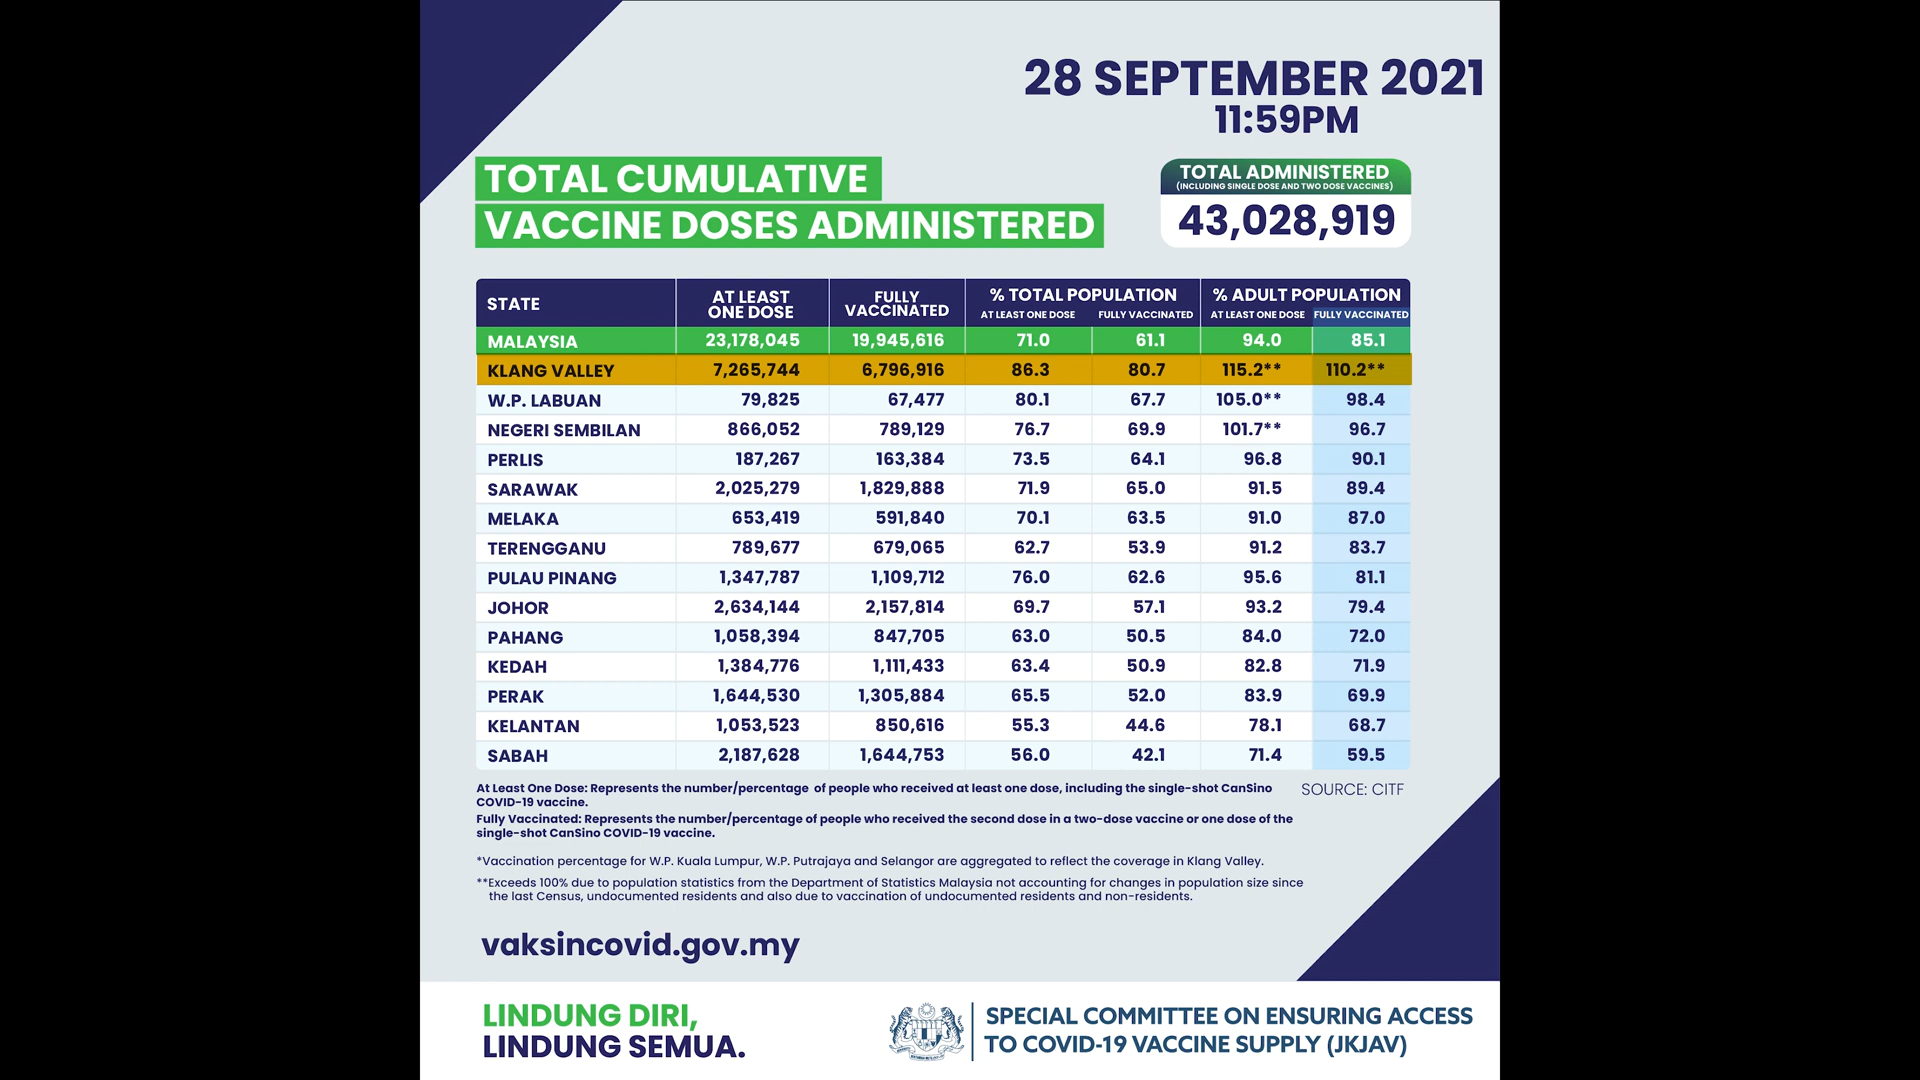 28 SEPTEMBER 2021
11:59PM
TOTAL CUMULATIVE
VACCINE DOSES ADMINISTERED
TOTAL ADMINISTERED
(INCLUDING SINGLE DOSE AND TWO DOSE VACCINES)
43,028,919
STATE AT LEAST ONE DOSE FULLY VACCINATED % TOTAL POPULATION % ADULT POPULATION
AT LEAST ONE DOSE FULLY VACCINATED AT LEAST ONE DOSE FULLY VACCINATED
MALAYSIA 23,178,045 19,945,616 71.0 61.1 94.0 85.1
KLANG VALLEY 7,265,744 6,796,916 86.3 80.7 115.2** 110.2**
W.P. LABUAN 79,825 67,477 80.1 67.7 105.0** 98.4
NEGERI SEMBILAN 866,052 789,129 76.7 69.9 101.7** 96.7
PERLIS 187,267 163,384 73.5 64.1 96.8 90.1
SARAWAK 2,025,279 1,829,888 71.9 65.0 91.5 89.4
MELAKA 653,419 591,840 70.1 63.5 91.0 87.0
TERENGGANU 789,677 679,065 62.7 53.9 91.2 83.7
PULAU PINANG 1,347,787 1,109,712 76.0 62.6 95.6 81.1
JOHOR 2,634,144 2,157,814 69.7 57.1 93.2 79.4
PAHANG 1,058,394 847,705 63.0 50.5 84.0 72.0
KEDAH 1,384,776 1,111,433 63.4 50.9 82.8 71.9
PERAK 1,644,530 1,305,884 65.5 52.0 83.9 69.9
KELANTAN 1,053,523 850,616 55.3 44.6 78.1 68.7
SABAH 2,187,628 1,644,753 56.0 42.1 71.4 59.5
At Least One Dose: Represents the number/percentage of people who received at least one dose, including the single-shot CanSino
COVID-19 vaccine.
SOURCE: CITF
Fully Vaccinated: Represents the number/percentage of people who received the second dose in a two-dose vaccine or one dose of the
single-shot CanSino COVID-19 vaccine.
*Vaccination percentage for W.P. Kuala Lumpur, W.P. Putrajaya and Selangor are aggregated to reflect the coverage in Klang Valley.
**Exceeds 100% due to population statistics from the Department of Statistics Malaysia not accounting for changes in population size since
the last Census, undocumented residents and also due to vaccination of undocumented residents and non-residents.
vaksincovid.gov.my
LINDUNG DIRI,
LINDUNG SEMUA.
SPECIAL COMMITTEE ON ENSURING ACCESS
TO COVID-19 VACCINE SUPPLY (JKJAV)